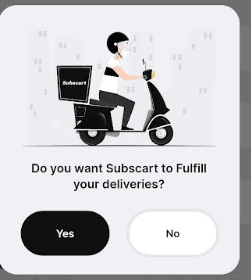 Subscart
Do you want Subscart to Fulfill
your deliveries?
Yes
No